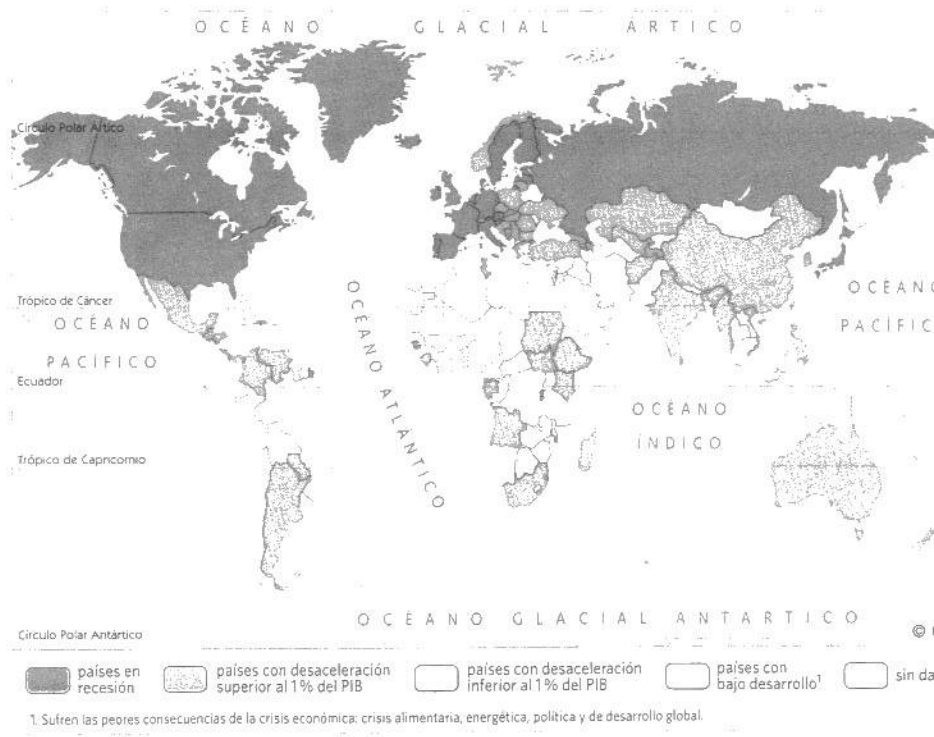 OCÉANO GLACIAL ÁRTICO
Círculo Polar Ártico
Trópico de Cáncer
OCÉANO
PACÍFICO
Ecuador
OCÉANO ATLÁNTICO
OCÉANO
PACÍFIC
OCÉANO
ÍNDICO
Trópico de Capricornio
OCÉANO GLACIAL ANTARTICO
Círculo Polar Antártico
©
países en
recesión
países con desaceleración
superior al 1% del PIB
países con desaceleración
inferior al 1% del PIB
países con
bajo desarrollo¹
sin da
1. Sufren las peores consecuencias de la crisis económica: crisis alimentaria, energética, política y de desarrollo global.